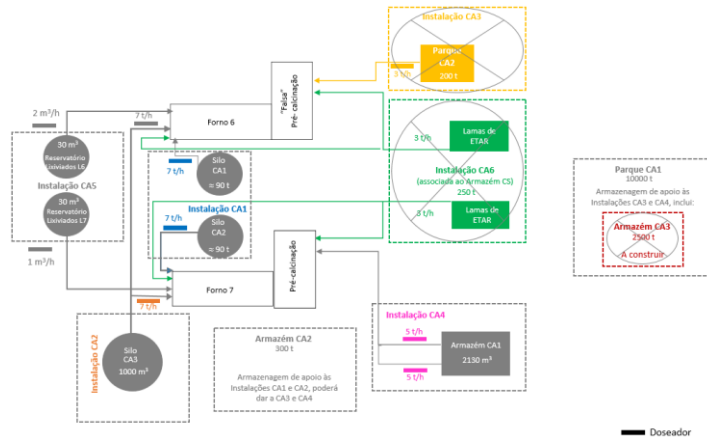 Instalação CA3
Parque
CA2
200 t
3 t/h
2 m³/h
7 t/h
Forno 6
"Falsa"
Pré-calcinação
30 m³
Reservatório
Lixiviados L6
Instalação CA5
30 m³
Reservatório
Lixiviados L7
1 m³/h
Silo
CA1
≈ 90 t
7 t/h
Instalação CA1
7 t/h
Silo
CA2
≈ 90 t
3 t/h
Lamas de
ETAR
Instalação CA6
(associada ao Armazém CS)
250 t
3 t/h
Lamas de
ETAR
Parque CA1
10000 t
Armazenagem de apoio às
Instalações CA3 e CA4, inclui:
Armazém CA3
2500 t
A construir
Forno 7
Pré-calcinação
7 t/h
Instalação CA2
Silo
CA3
1000 m³
Armazém CA2
300 t
Armazenagem de apoio às
Instalações CA1 e CA2, poderá
dar a CA3 e CA4
Instalação CA4
5 t/h
5 t/h
Armazém CA1
2130 m³
Doseador